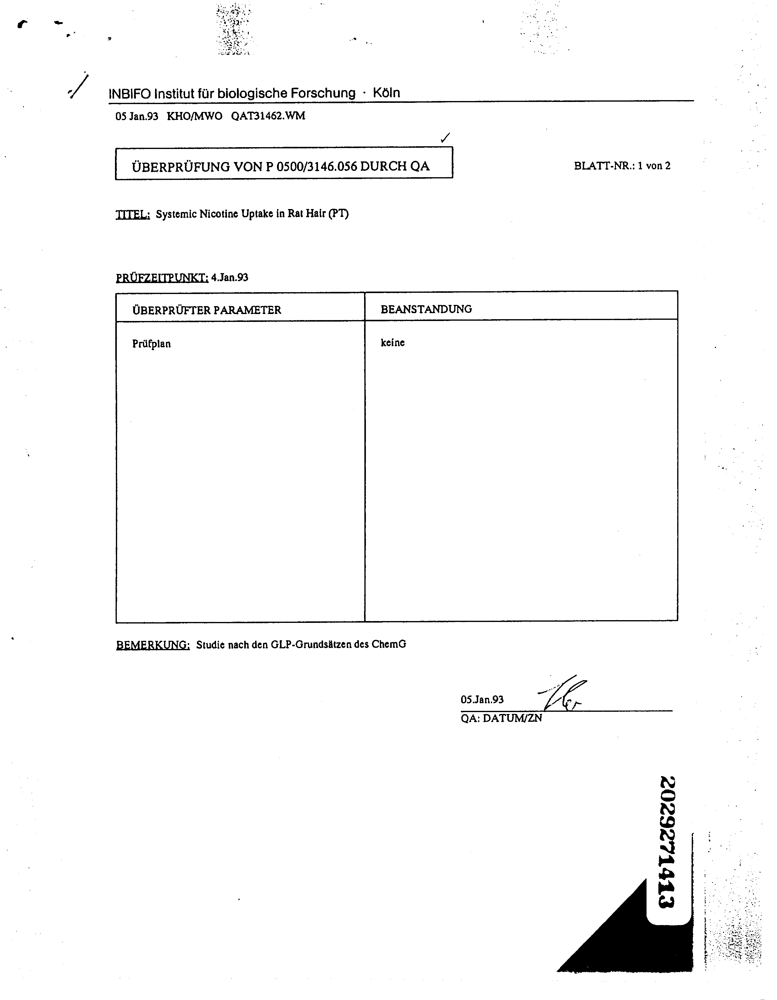 INBIFO Institut für biologische Forschung · Köln
05 Jan.93 KHO/MWO QAT31462.WM
ÜBERPRÜFUNG VON P 0500/3146.056 DURCH QA
BLATT-NR.: 1 von 2
TITEL: Systemic Nicotine Uptake in Rat Hair (PT)
PRÜFZEITPUNKT: 4.Jan.93
ÜBERPRÜFTER PARAMETER
BEANSTANDUNG
Prüfplan
keine
BEMERKUNG: Studie nach den GLP-Grundsätzen des ChemG
05.Jan.93
QA: DATUM/ZN
2029271413